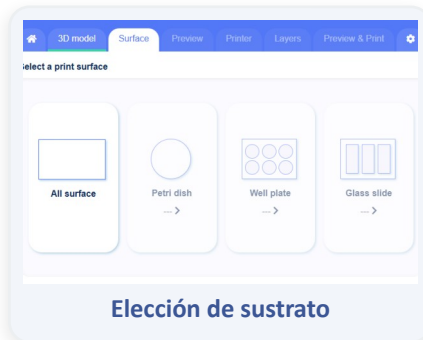 3D model Surface Preview Printer Layers Preview & Print
Select a print surface
All surface Petri dish Well plate Glass slide
--- > --- > --- >
Elección de sustrato